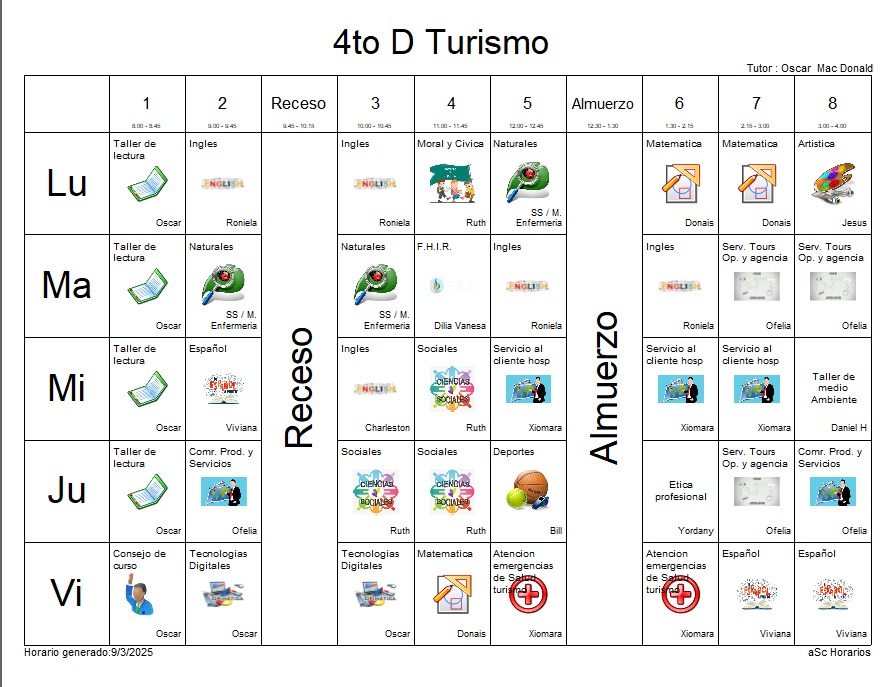 4to D Turismo
Tutor : Oscar Mac Donald
1 2 Receso 3 4 5 Almuerzo 6 7 8
8.00 - 8.45 9.00 - 9.45 9.45 - 10.15 10.00 - 10.45 11.00 - 11:45 12.00 - 12:45 12.30 - 1.30 1:30 - 2:15 2.15 - 3.00 3.00 - 4.00
Lu
Taller de
lectura
Oscar
Ingles
ENGLISH
Roniela
Ingles
ENGLISH
Roniela
Moral y Civica
Ruth
Naturales
SS / M.
Enfermeria
Matematica
Donais
Matematica
Donais
Artistica
Jesus
Ma
Taller de
lectura
Oscar
Naturales
SS / M.
Enfermeria
Naturales
SS / M.
Enfermeria
F.H.I.R.
Dilia Vanesa
Ingles
ENGLISH
Roniela
Ingles
ENGLISH
Roniela
Serv. Tours
Op. y agencia
Ofelia
Serv. Tours
Op. y agencia
Ofelia
Receso
Almuerzo
Mi
Taller de
lectura
Oscar
Español
ESPAÑOL
Viviana
Ingles
ENGLISH
Charleston
Sociales
CIENCIAS
SOCIALES
Ruth
Servicio al
cliente hosp
Xiomara
Servicio al
cliente hosp
Xiomara
Servicio al
cliente hosp
Xiomara
Taller de
medio
Ambiente
Daniel H
Ju
Taller de
lectura
Oscar
Comr. Prod. y
Servicios
Ofelia
Sociales
CIENCIAS
SOCIALES
Ruth
Sociales
CIENCIAS
SOCIALES
Ruth
Deportes
Bill
Etica
profesional
Yordany
Serv. Tours
Op. y agencia
Ofelia
Comr. Prod. y
Servicios
Ofelia
Vi
Consejo de
curso
Oscar
Tecnologias
Digitales
Oscar
Tecnologias
Digitales
Oscar
Matematica
Donais
Atencion
emergencias
de Salud
turismo
Xiomara
Atencion
emergencias
de Salud
turismo
Xiomara
Español
ESPAÑOL
Viviana
Español
ESPAÑOL
Viviana
Horario generado:9/3/2025
aSc Horarios